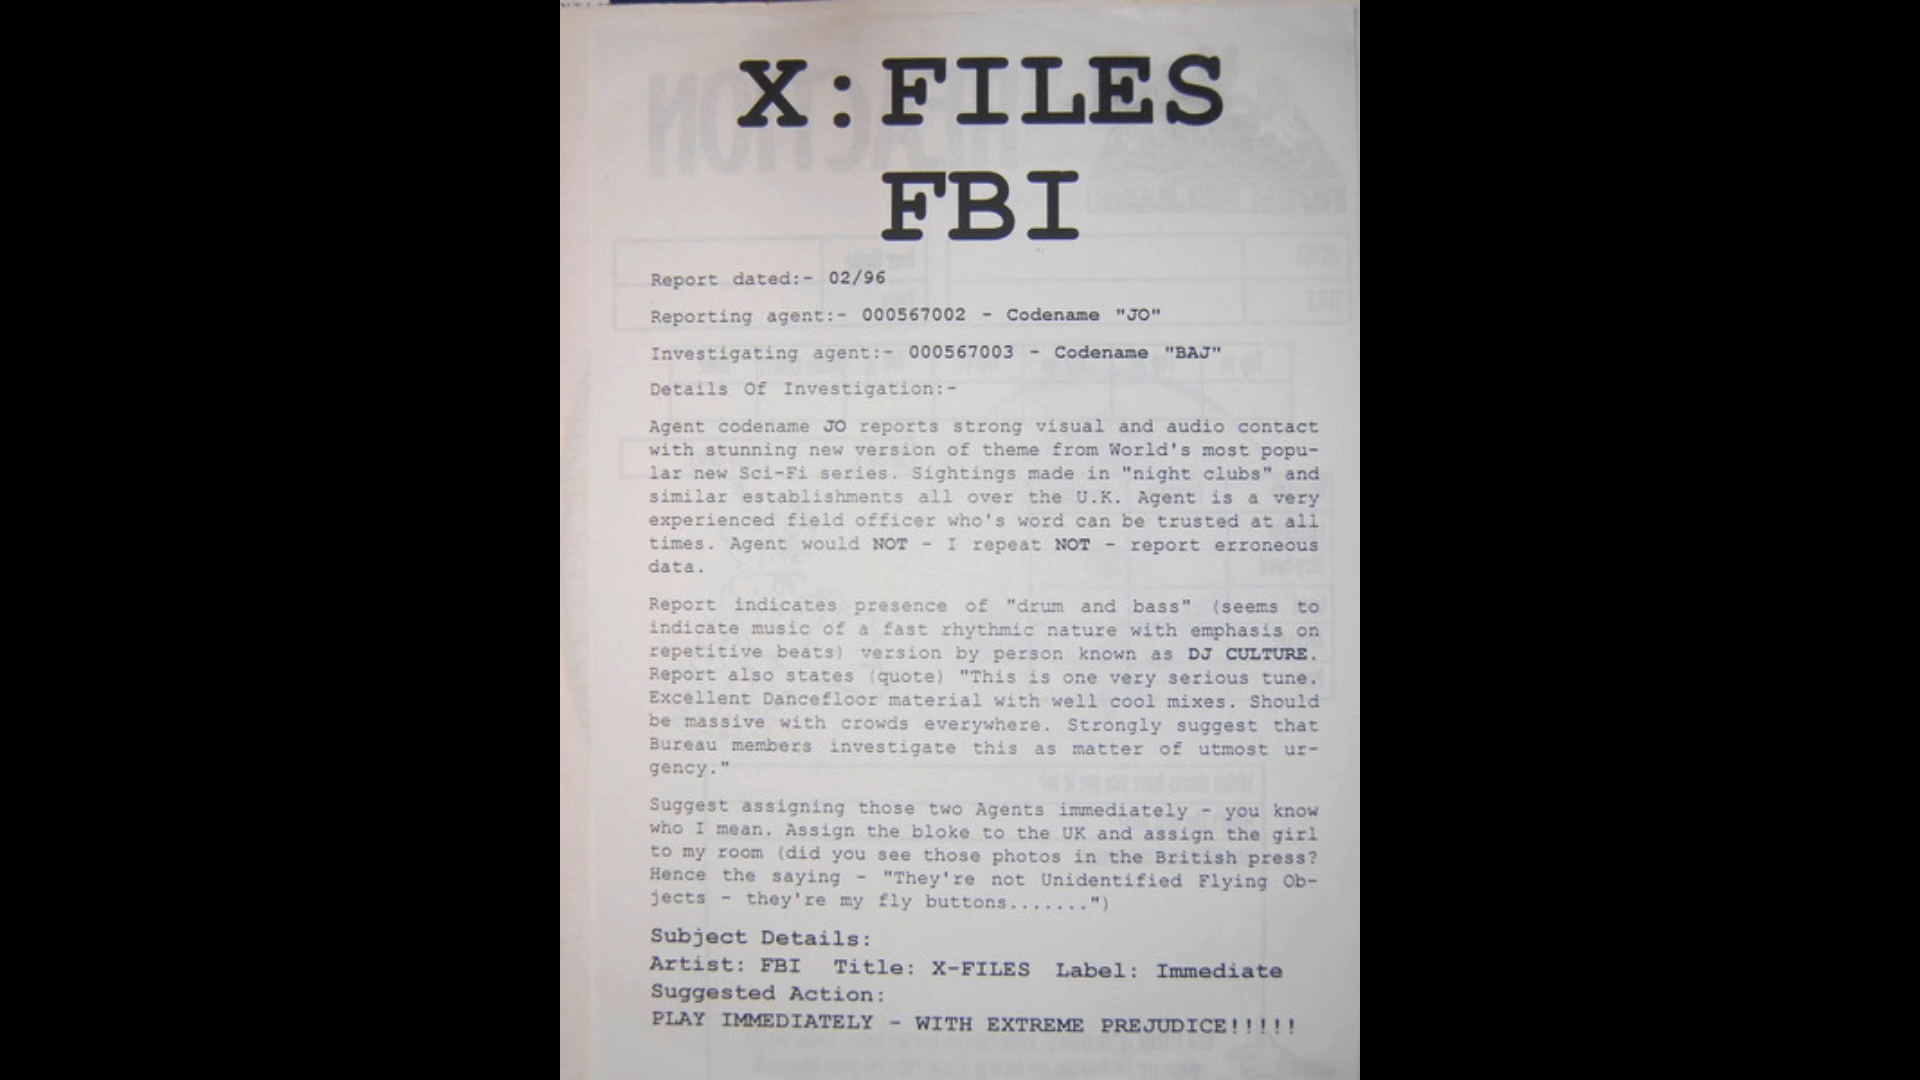 X:FILES
FBI
Report dated:- 02/96
Reporting agent:- 000567002 - Codename "JO"
Investigating agent:- 000567003 - Codename "BAJ"
Details Of Investigation:-
Agent codename JO reports strong visual and audio contact
with stunning new version of theme from World's most popu-
lar new Sci-Fi series. Sightings made in "night clubs" and
similar establishments all over the U.K. Agent is a very
experienced field officer who's word can be trusted at all
times. Agent would NOT - I repeat NOT - report erroneous
data.
Report indicates presence of "drum and bass" (seems to
indicate music of a fast rhythmic nature with emphasis on
repetitive beats) version by person known as DJ CULTURE.
Report also states (quote) "This is one very serious tune.
Excellent Dancefloor material with well cool mixes. Should
be massive with crowds everywhere. Strongly suggest that
Bureau members investigate this as matter of utmost ur-
gency."
Suggest assigning those two Agents immediately - you know
who I mean. Assign the bloke to the UK and assign the girl
to my room (did you see those photos in the British press?
Hence the saying - "They're not Unidentified Flying Ob-
jects - they're my fly buttons.......")
Subject Details:
Artist: FBI Title: X-FILES Label: Immediate
Suggested Action:
PLAY IMMEDIATELY - WITH EXTREME PREJUDICE!!!!!